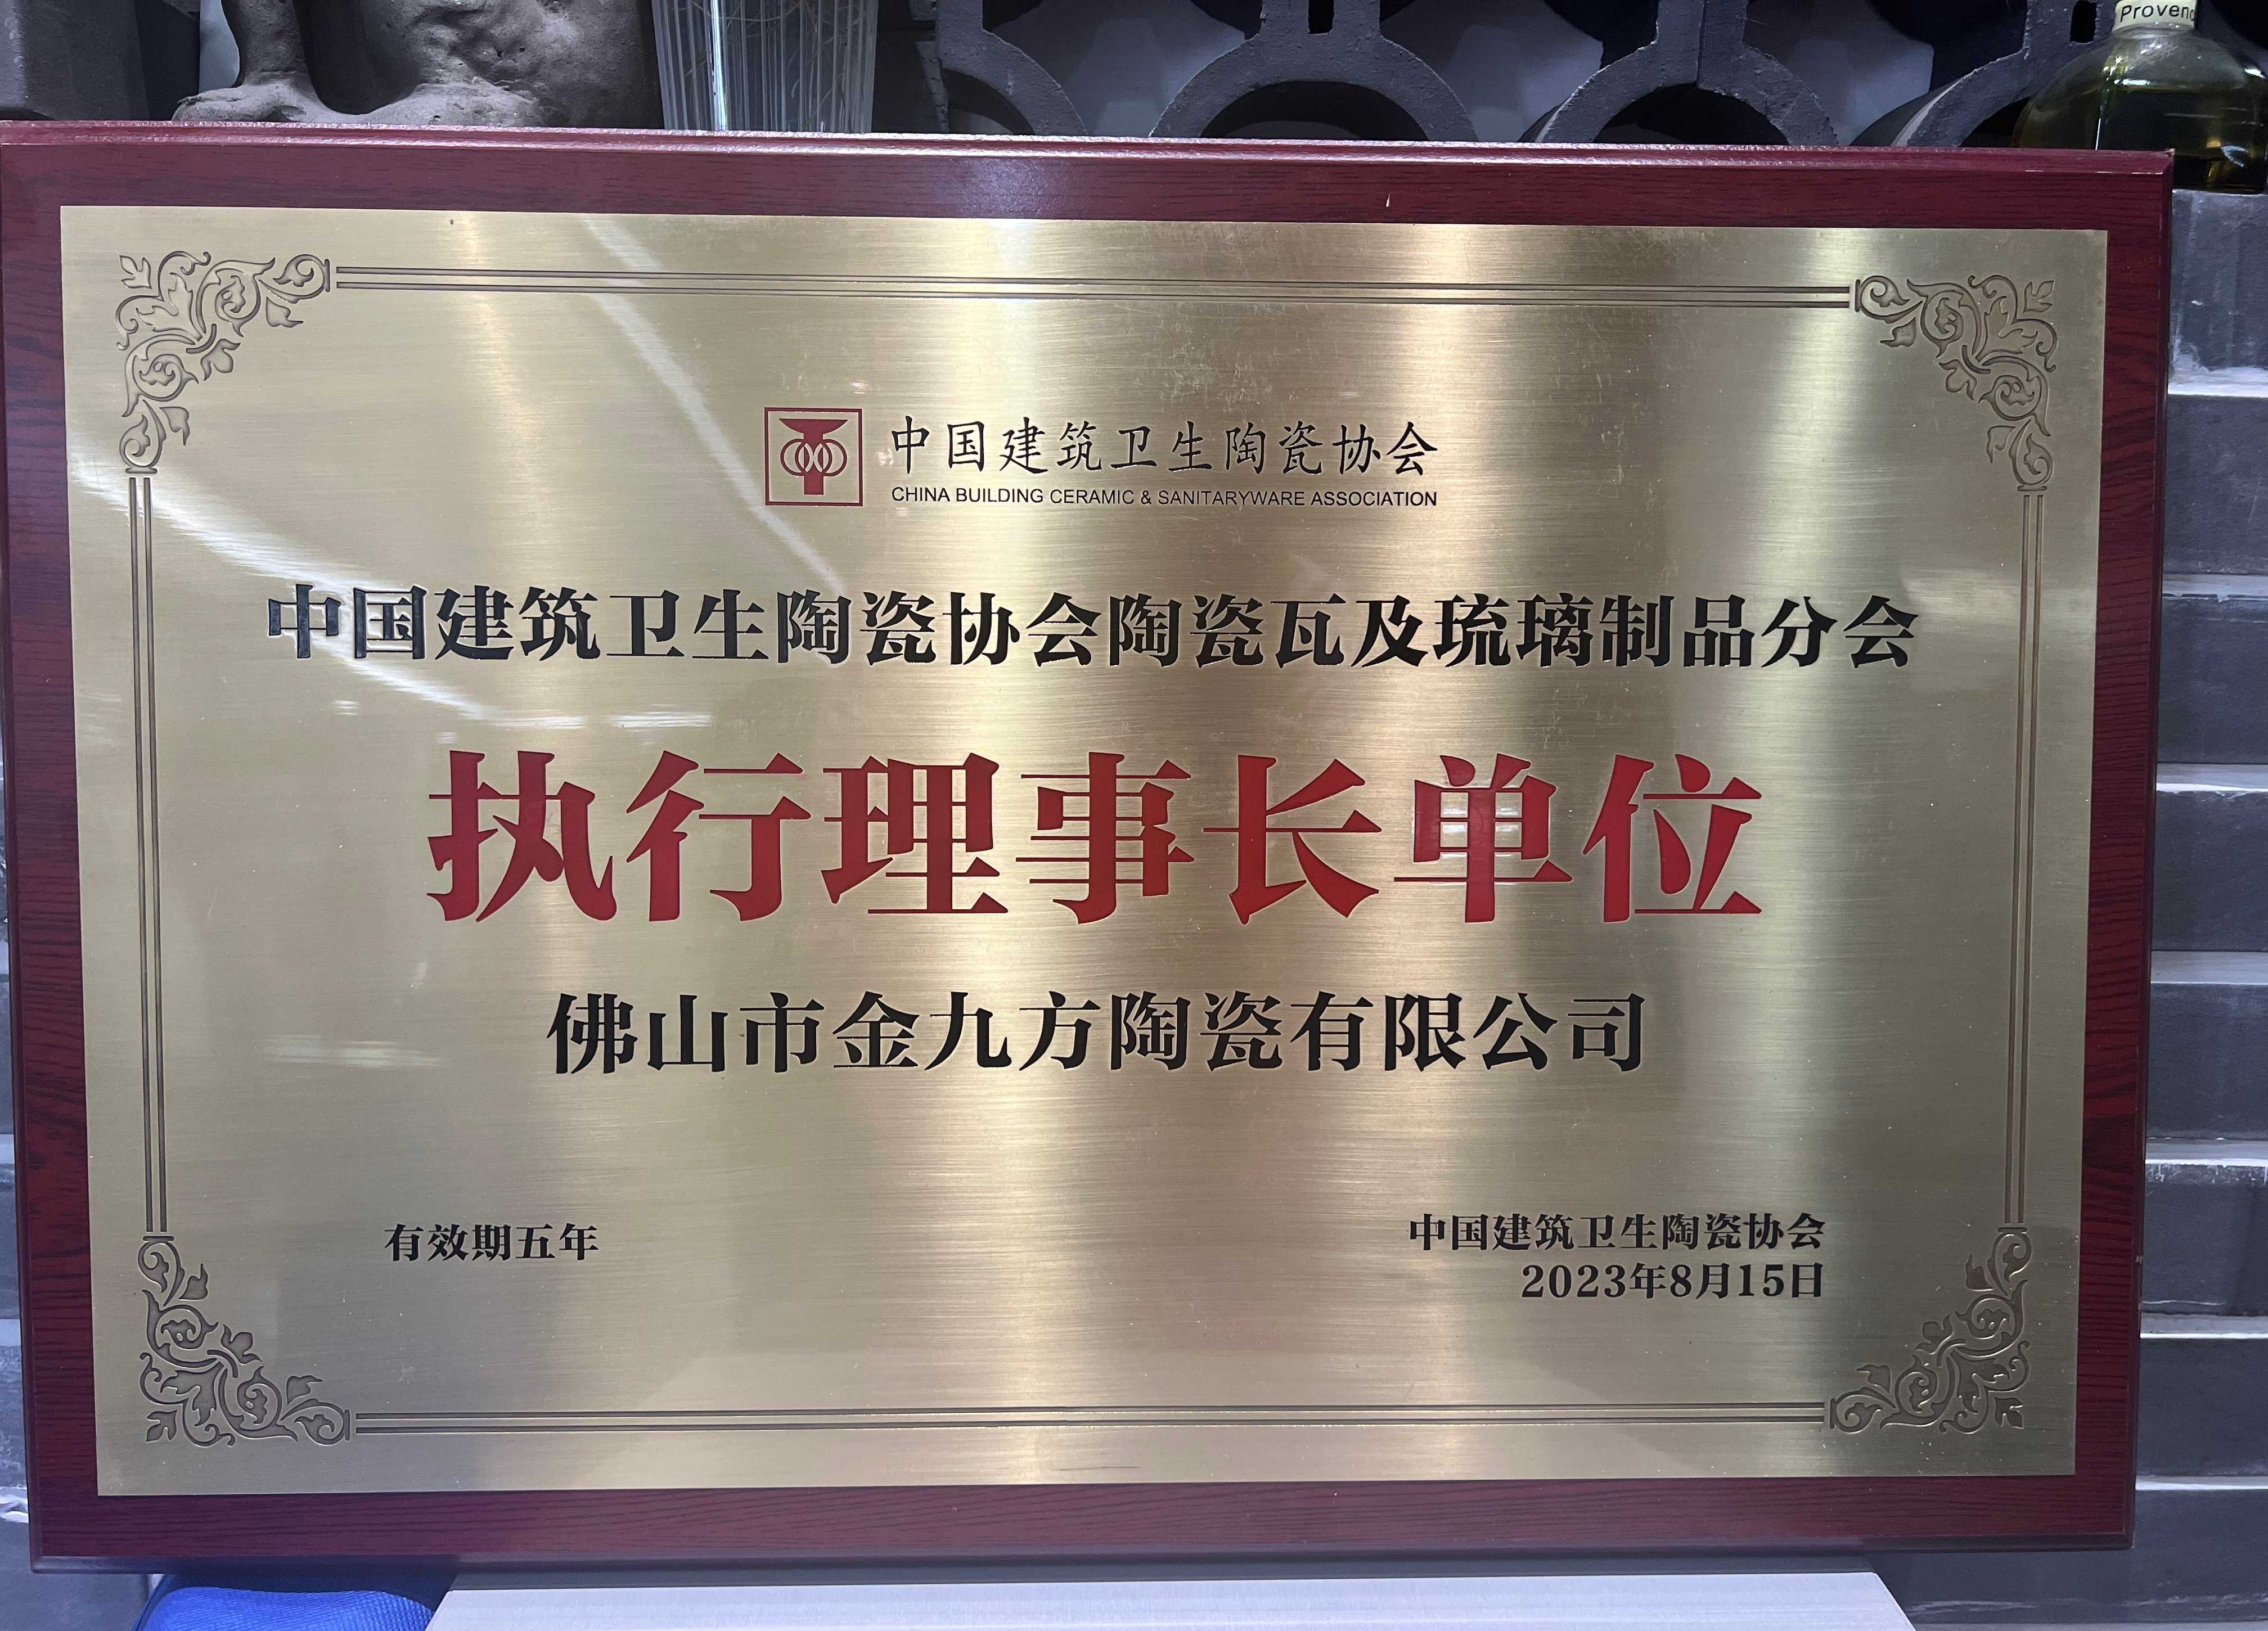 Provenc
中国建筑卫生陶瓷协会
CHINA BUILDING CERAMIC & SANITARYWARE ASSOCIATION
中国建筑卫生陶瓷协会陶瓷瓦及琉璃制品分会
执行理事长单位
佛山市金九方陶瓷有限公司
有效期五年
中国建筑卫生陶瓷协会
2023年8月15日